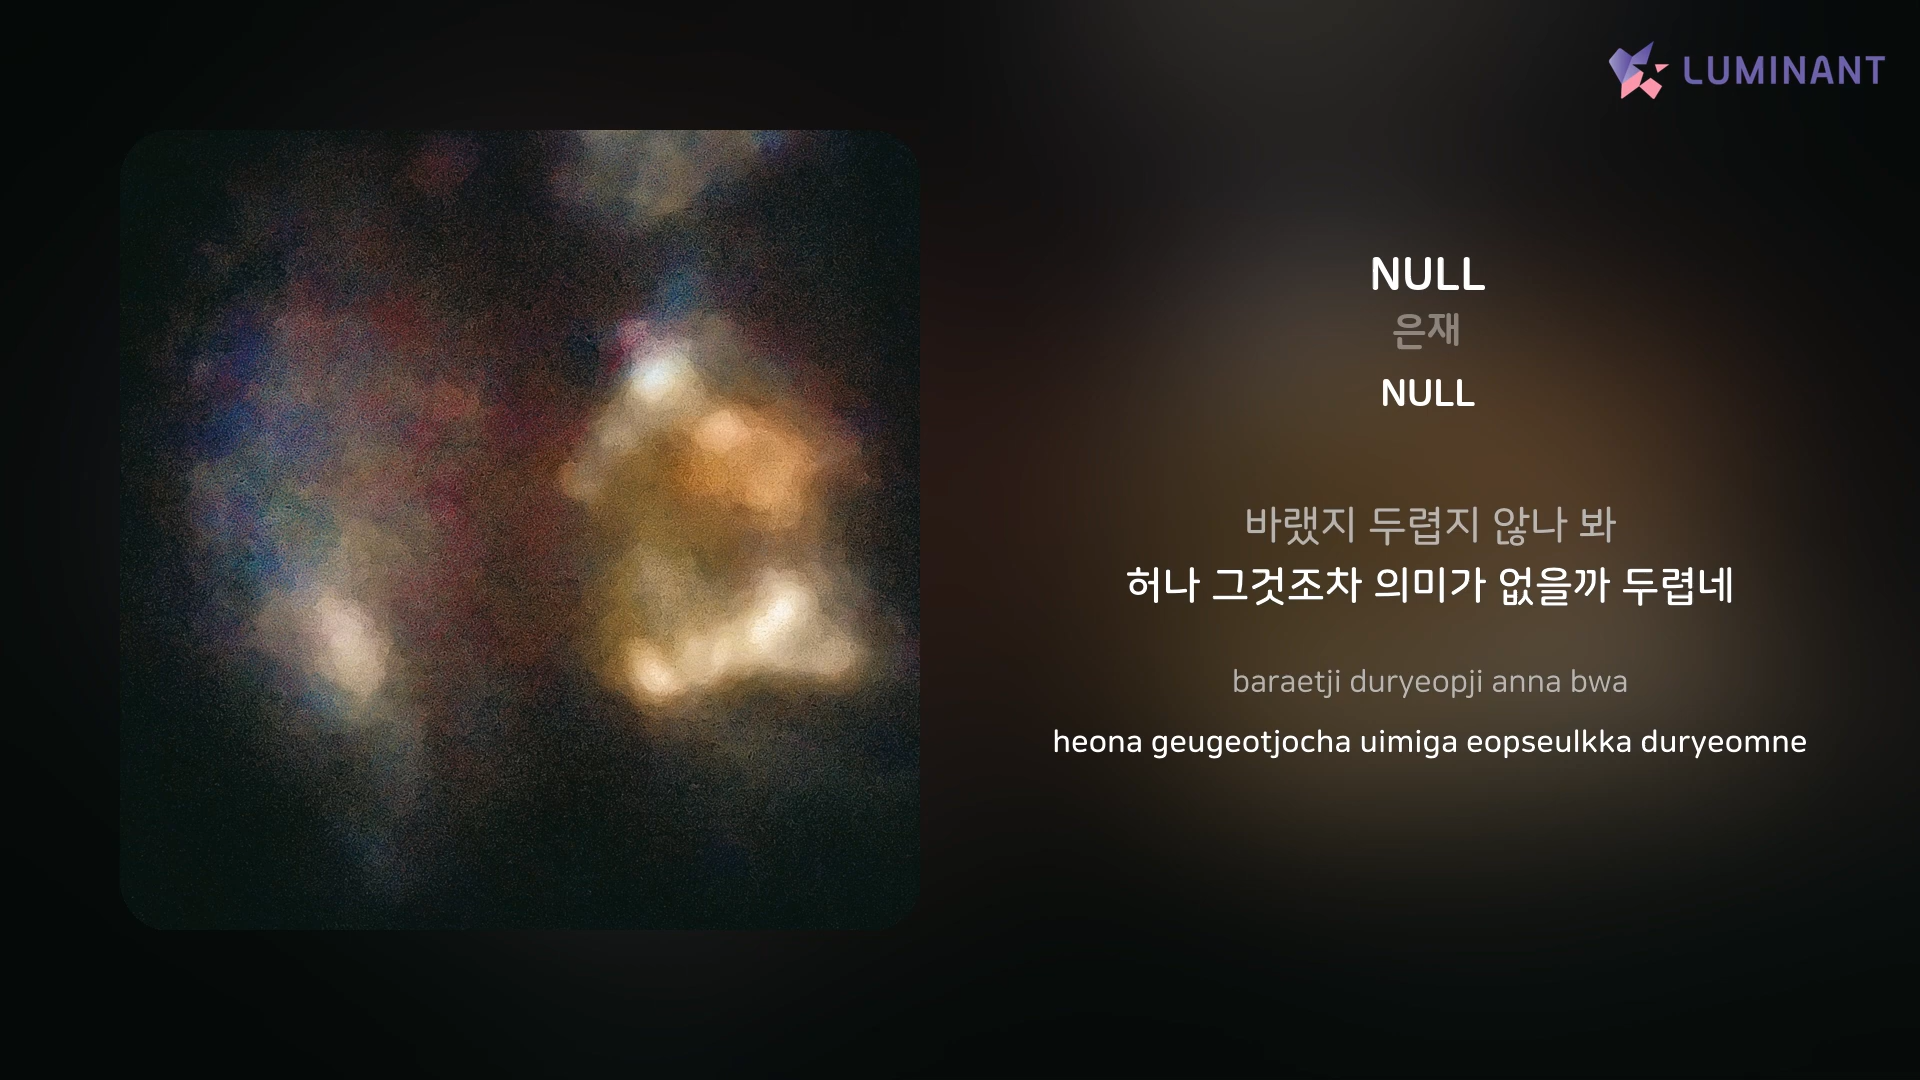 LUMINANT
NULL
은재
NULL
바랬지 두렵지 않나 봐
허나 그것조차 의미가 없을까 두렵네
baraetji duryeopji anna bwa
heona geugeotjocha uimiga eopseulkka duryeomne